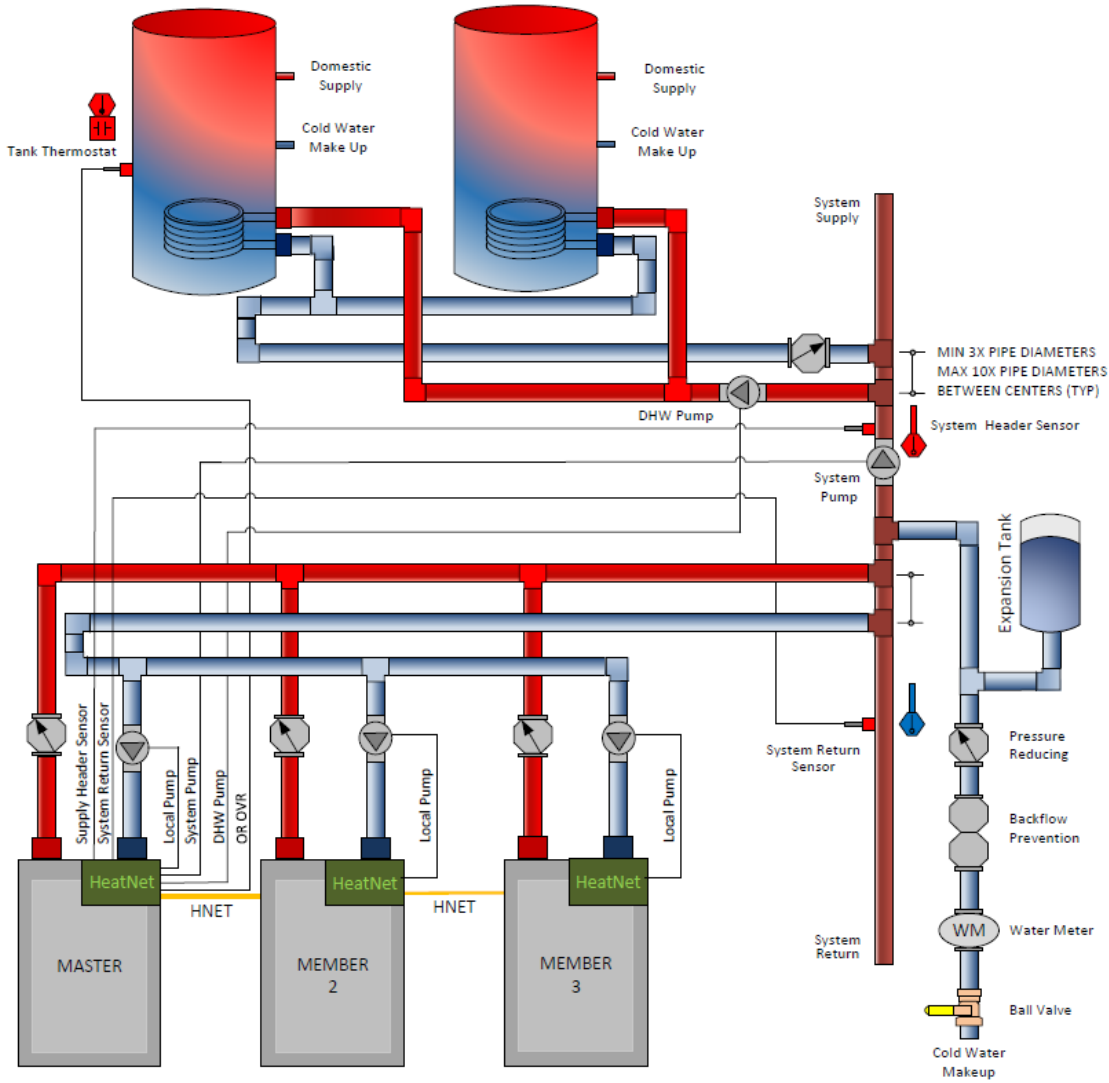 Domestic
Supply
Domestic
Supply
Cold Water
Make Up
Cold Water
Make Up
Tank Thermostat
System
Supply
MIN 3X PIPE DIAMETERS
MAX 10X PIPE DIAMETERS
BETWEEN CENTERS (TYP)
DHW Pump
System Header Sensor
System
Pump
Expansion Tank
System Return
Sensor
Pressure
Reducing
Supply Header Sensor
System Return Sensor
Local Pump
System Pump
DHW Pump
OR OVR
Local Pump
Local Pump
Backflow
Prevention
HeatNet
HeatNet
HeatNet
HNET
HNET
MASTER
MEMBER
2
MEMBER
3
WM
Water Meter
System
Return
Ball Valve
Cold Water
Makeup